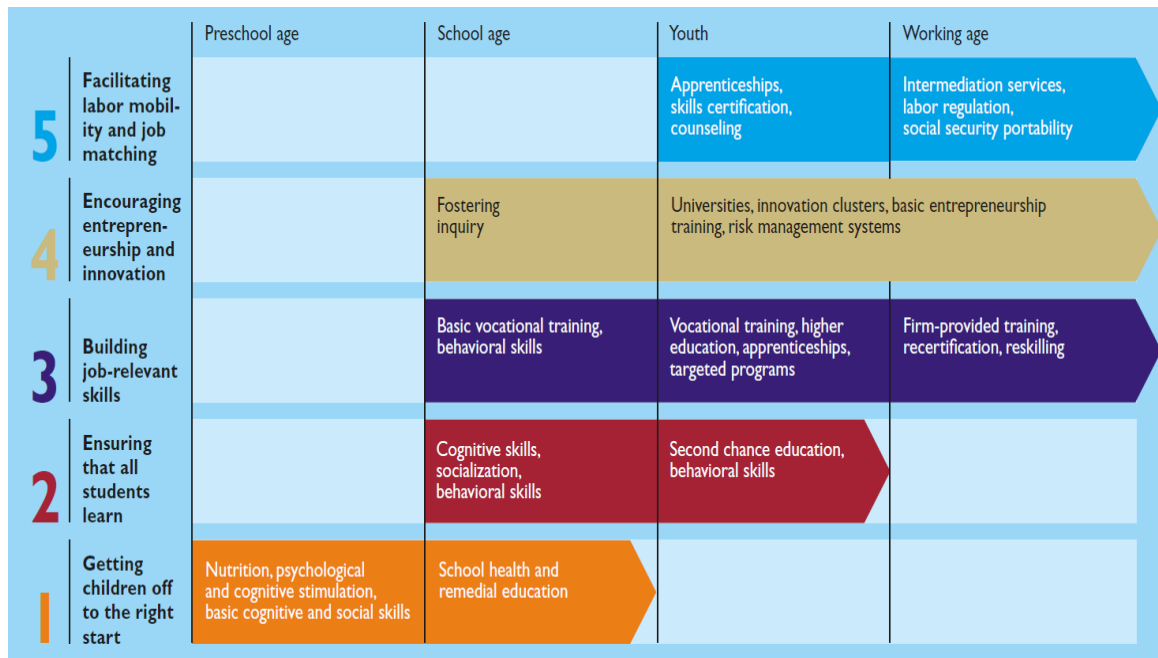 Preschool age
School age
Youth
Working age
5
Facilitating
labor mobil-
ity and job
matching
Apprenticeships,
skills certification,
counseling
Intermediation services,
labor regulation,
social security portability
4
Encouraging
entrepren-
eurship and
innovation
Fostering
inquiry
Universities, innovation clusters, basic entrepreneurship
training, risk management systems
3
Building
job-relevant
skills
Basic vocational training,
behavioral skills
Vocational training, higher
education, apprenticeships,
targeted programs
Firm-provided training,
recertification, reskilling
2
Ensuring
that all
students
learn
Cognitive skills,
socialization,
behavioral skills
Second chance education,
behavioral skills
1
Getting
children off
to the right
start
Nutrition, psychological
and cognitive stimulation,
basic cognitive and social skills
School health and
remedial education